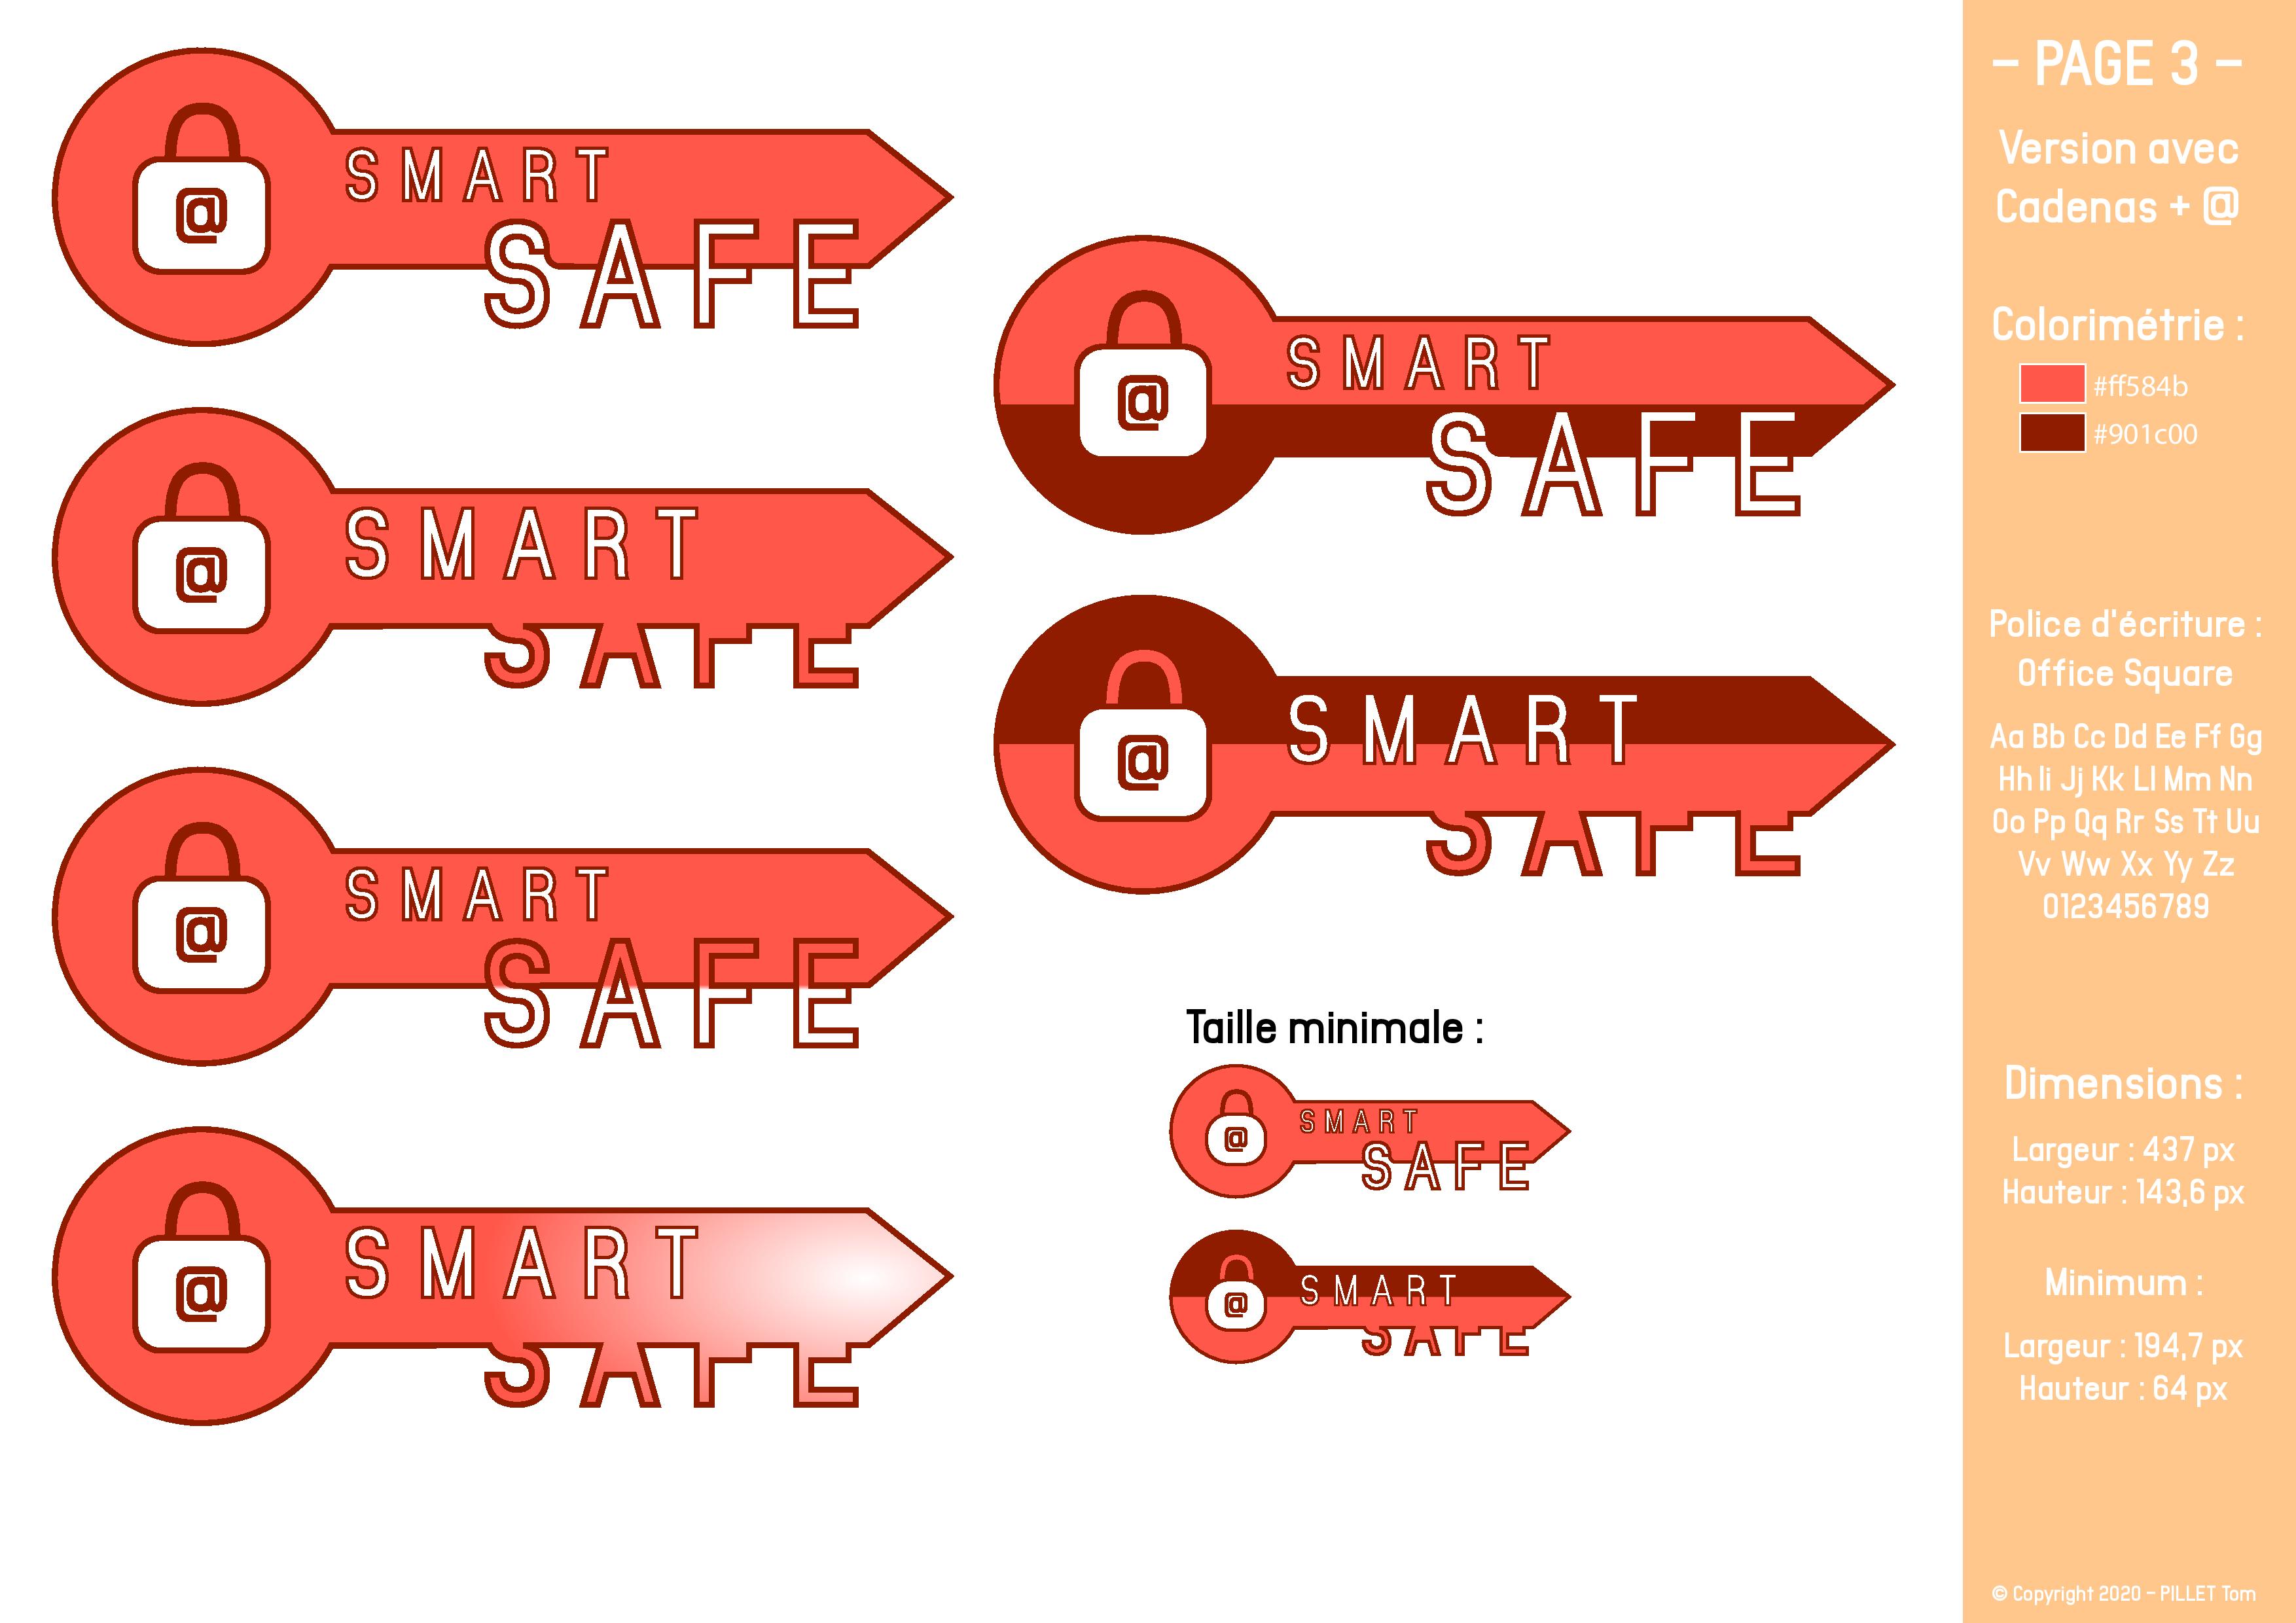 @
SMART
SAFE
@
SMART
SAFE
@
SMART
SAFE
@
SMART
SAFE
@
SMART
SAFE
@
SMART
SAFE
Taille minimale :
@
SMART
SAFE
@
SMART
SAFE
– PAGE 3 –
Version avec
Cadenas + @
Colorimétrie :
#ff584b
#901c00
Police d'écriture :
Office Square
Aa Bb Cc Dd Ee Ff Gg
Hh Ii Jj Kk Ll Mm Nn
Oo Pp Qq Rr Ss Tt Uu
Vv Ww Xx Yy Zz
0123456789
Dimensions :
Largeur : 437 px
Hauteur : 143,6 px
Minimum :
Largeur : 194,7 px
Hauteur : 64 px
© Copyright 2020 – PILLET Tom